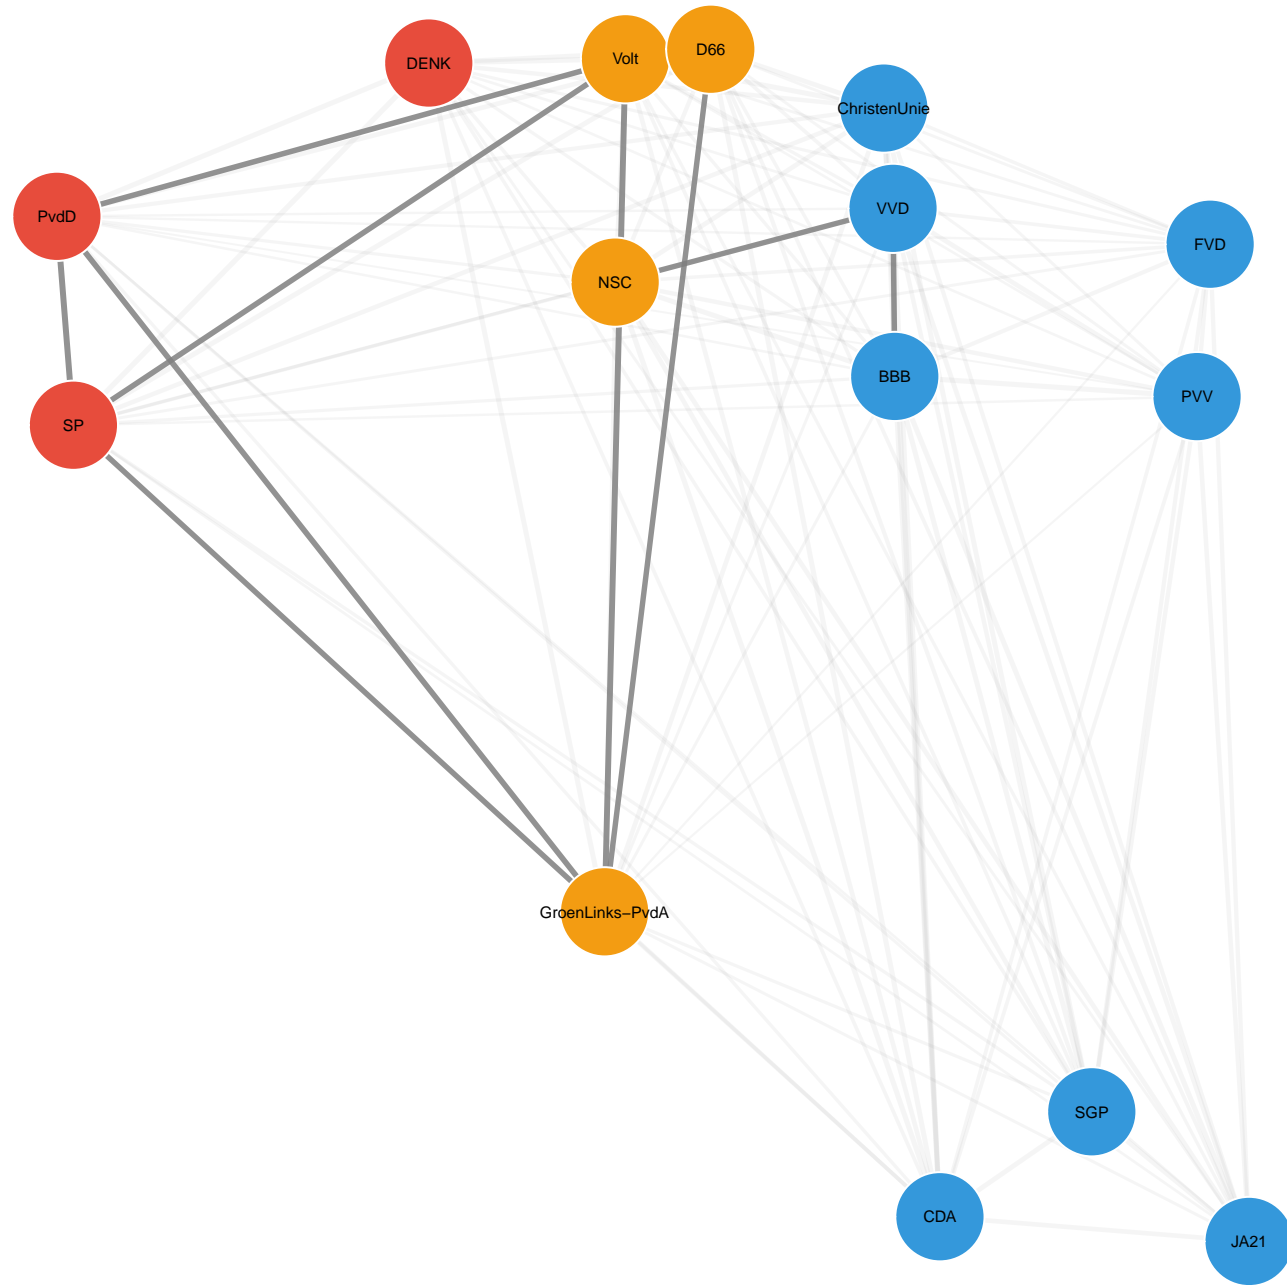 D66
Volt
DENK
ChristenUnie
VVD
PvdD
FVD
NSC
BBB
PVV
SP
GroenLinks–PvdA
SGP
CDA
JA21